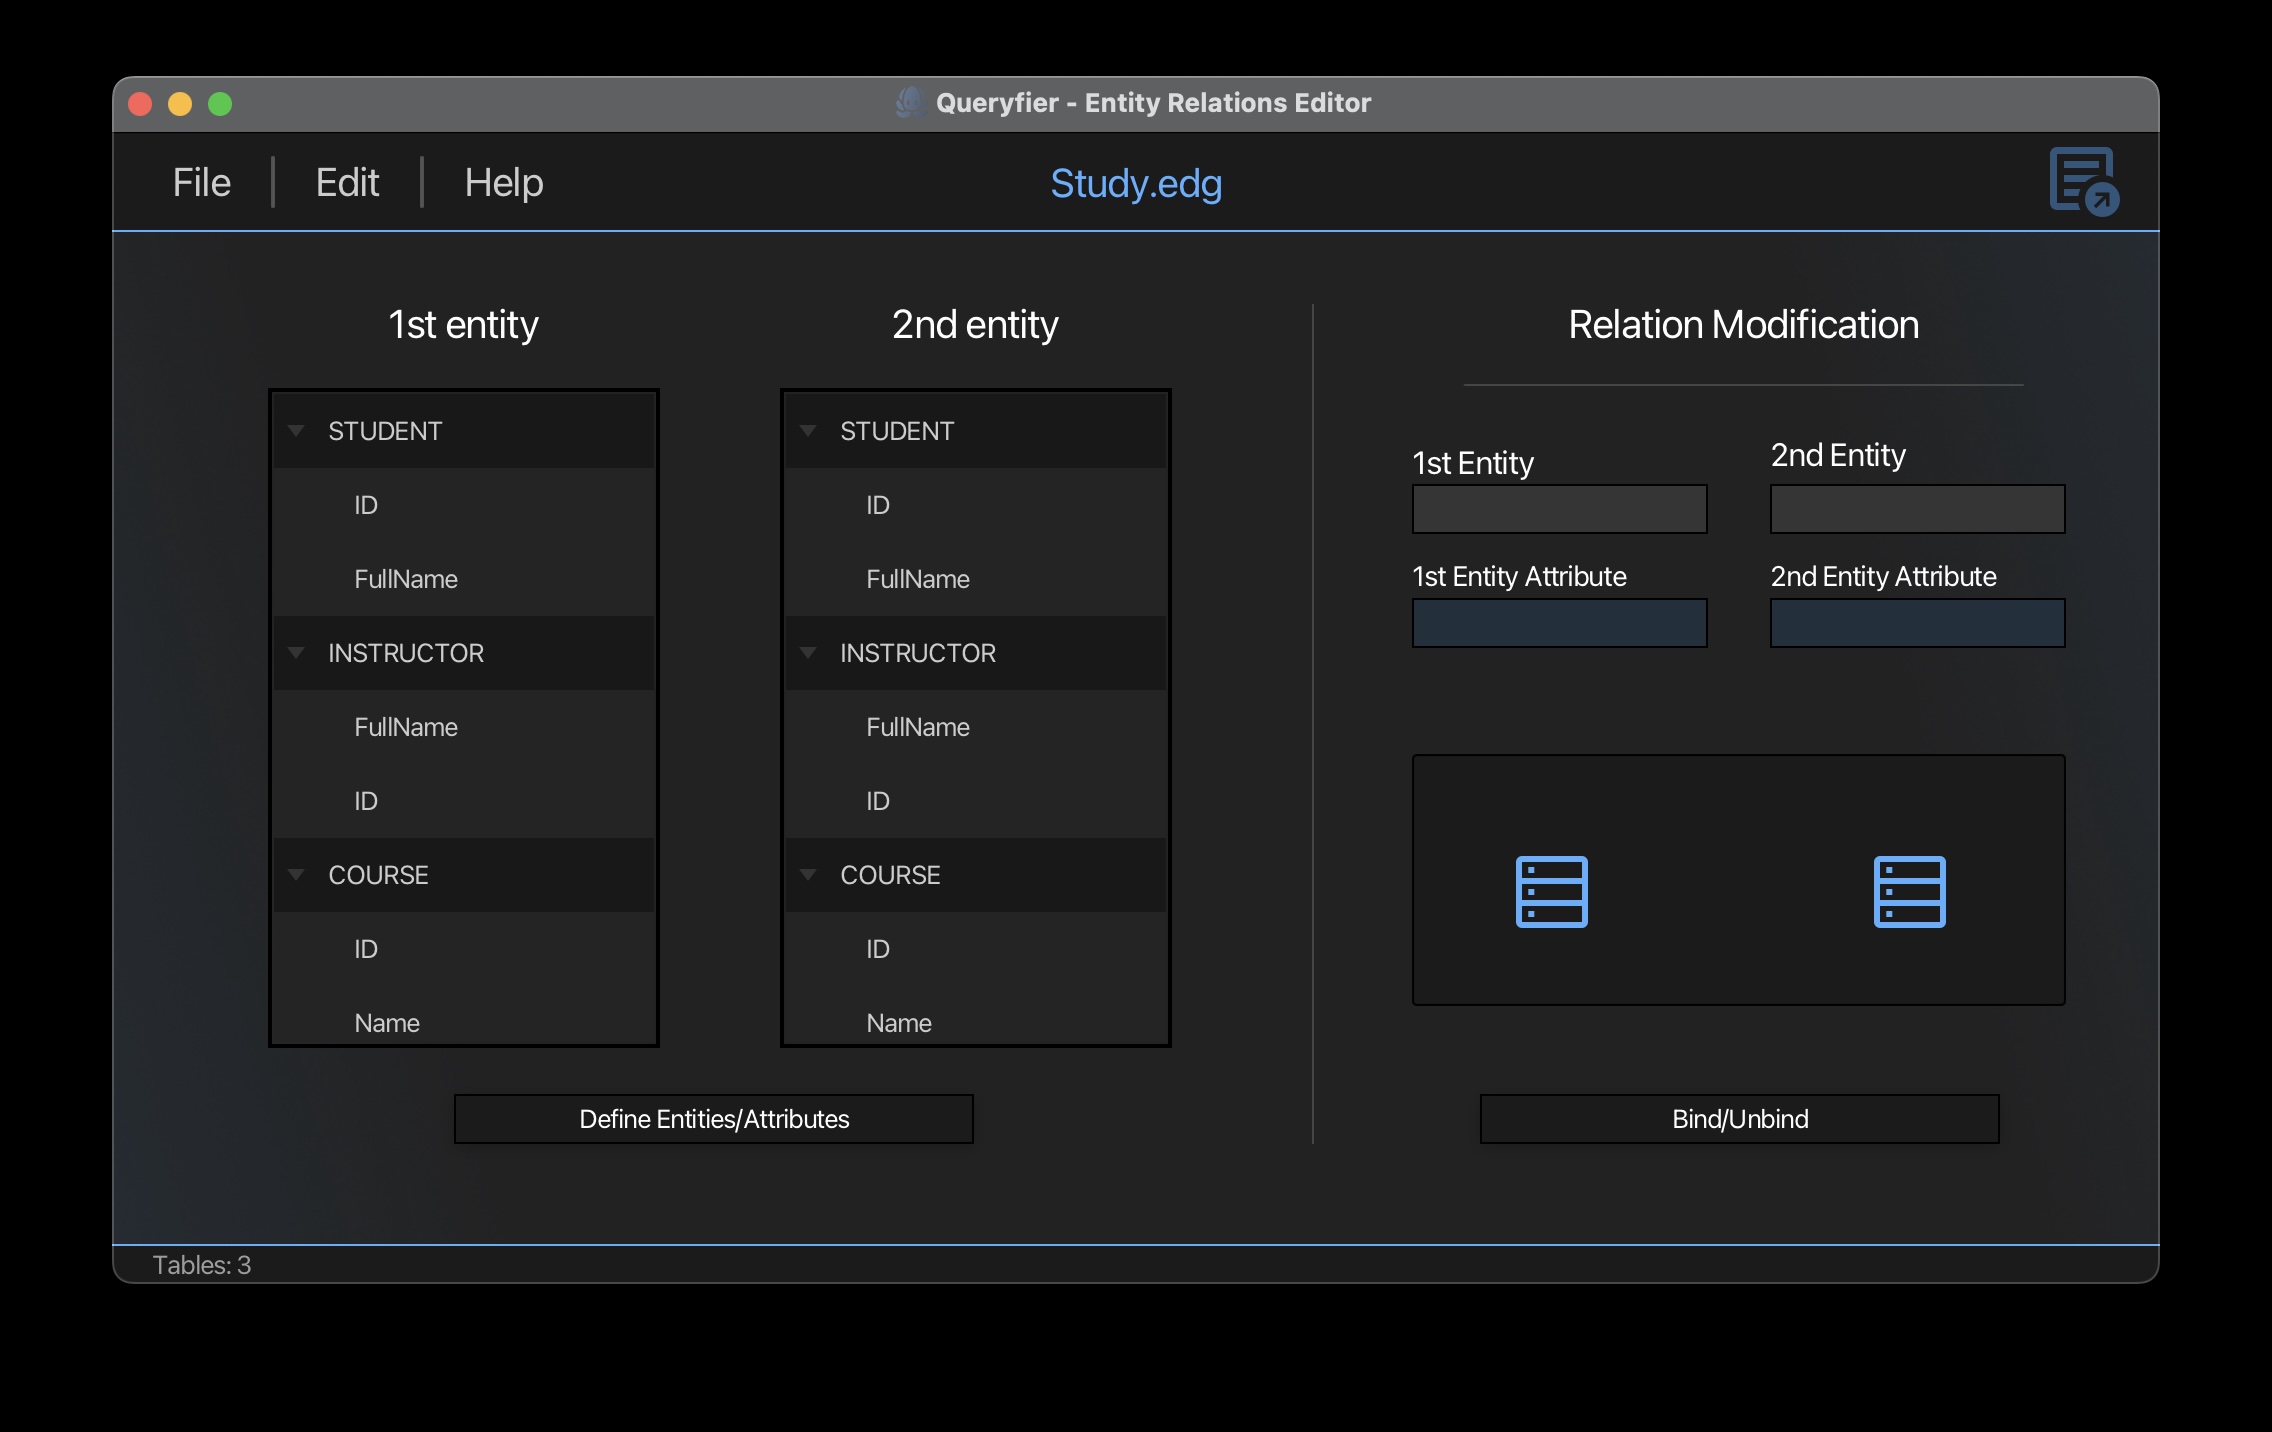 Queryfier - Entity Relations Editor
File
Edit
Help
Study.edg
1st entity
STUDENT
ID
FullName
INSTRUCTOR
FullName
ID
COURSE
ID
Name
2nd entity
STUDENT
ID
FullName
INSTRUCTOR
FullName
ID
COURSE
ID
Name
Define Entities/Attributes
Relation Modification
1st Entity
2nd Entity
1st Entity Attribute
2nd Entity Attribute
Bind/Unbind
Tables: 3